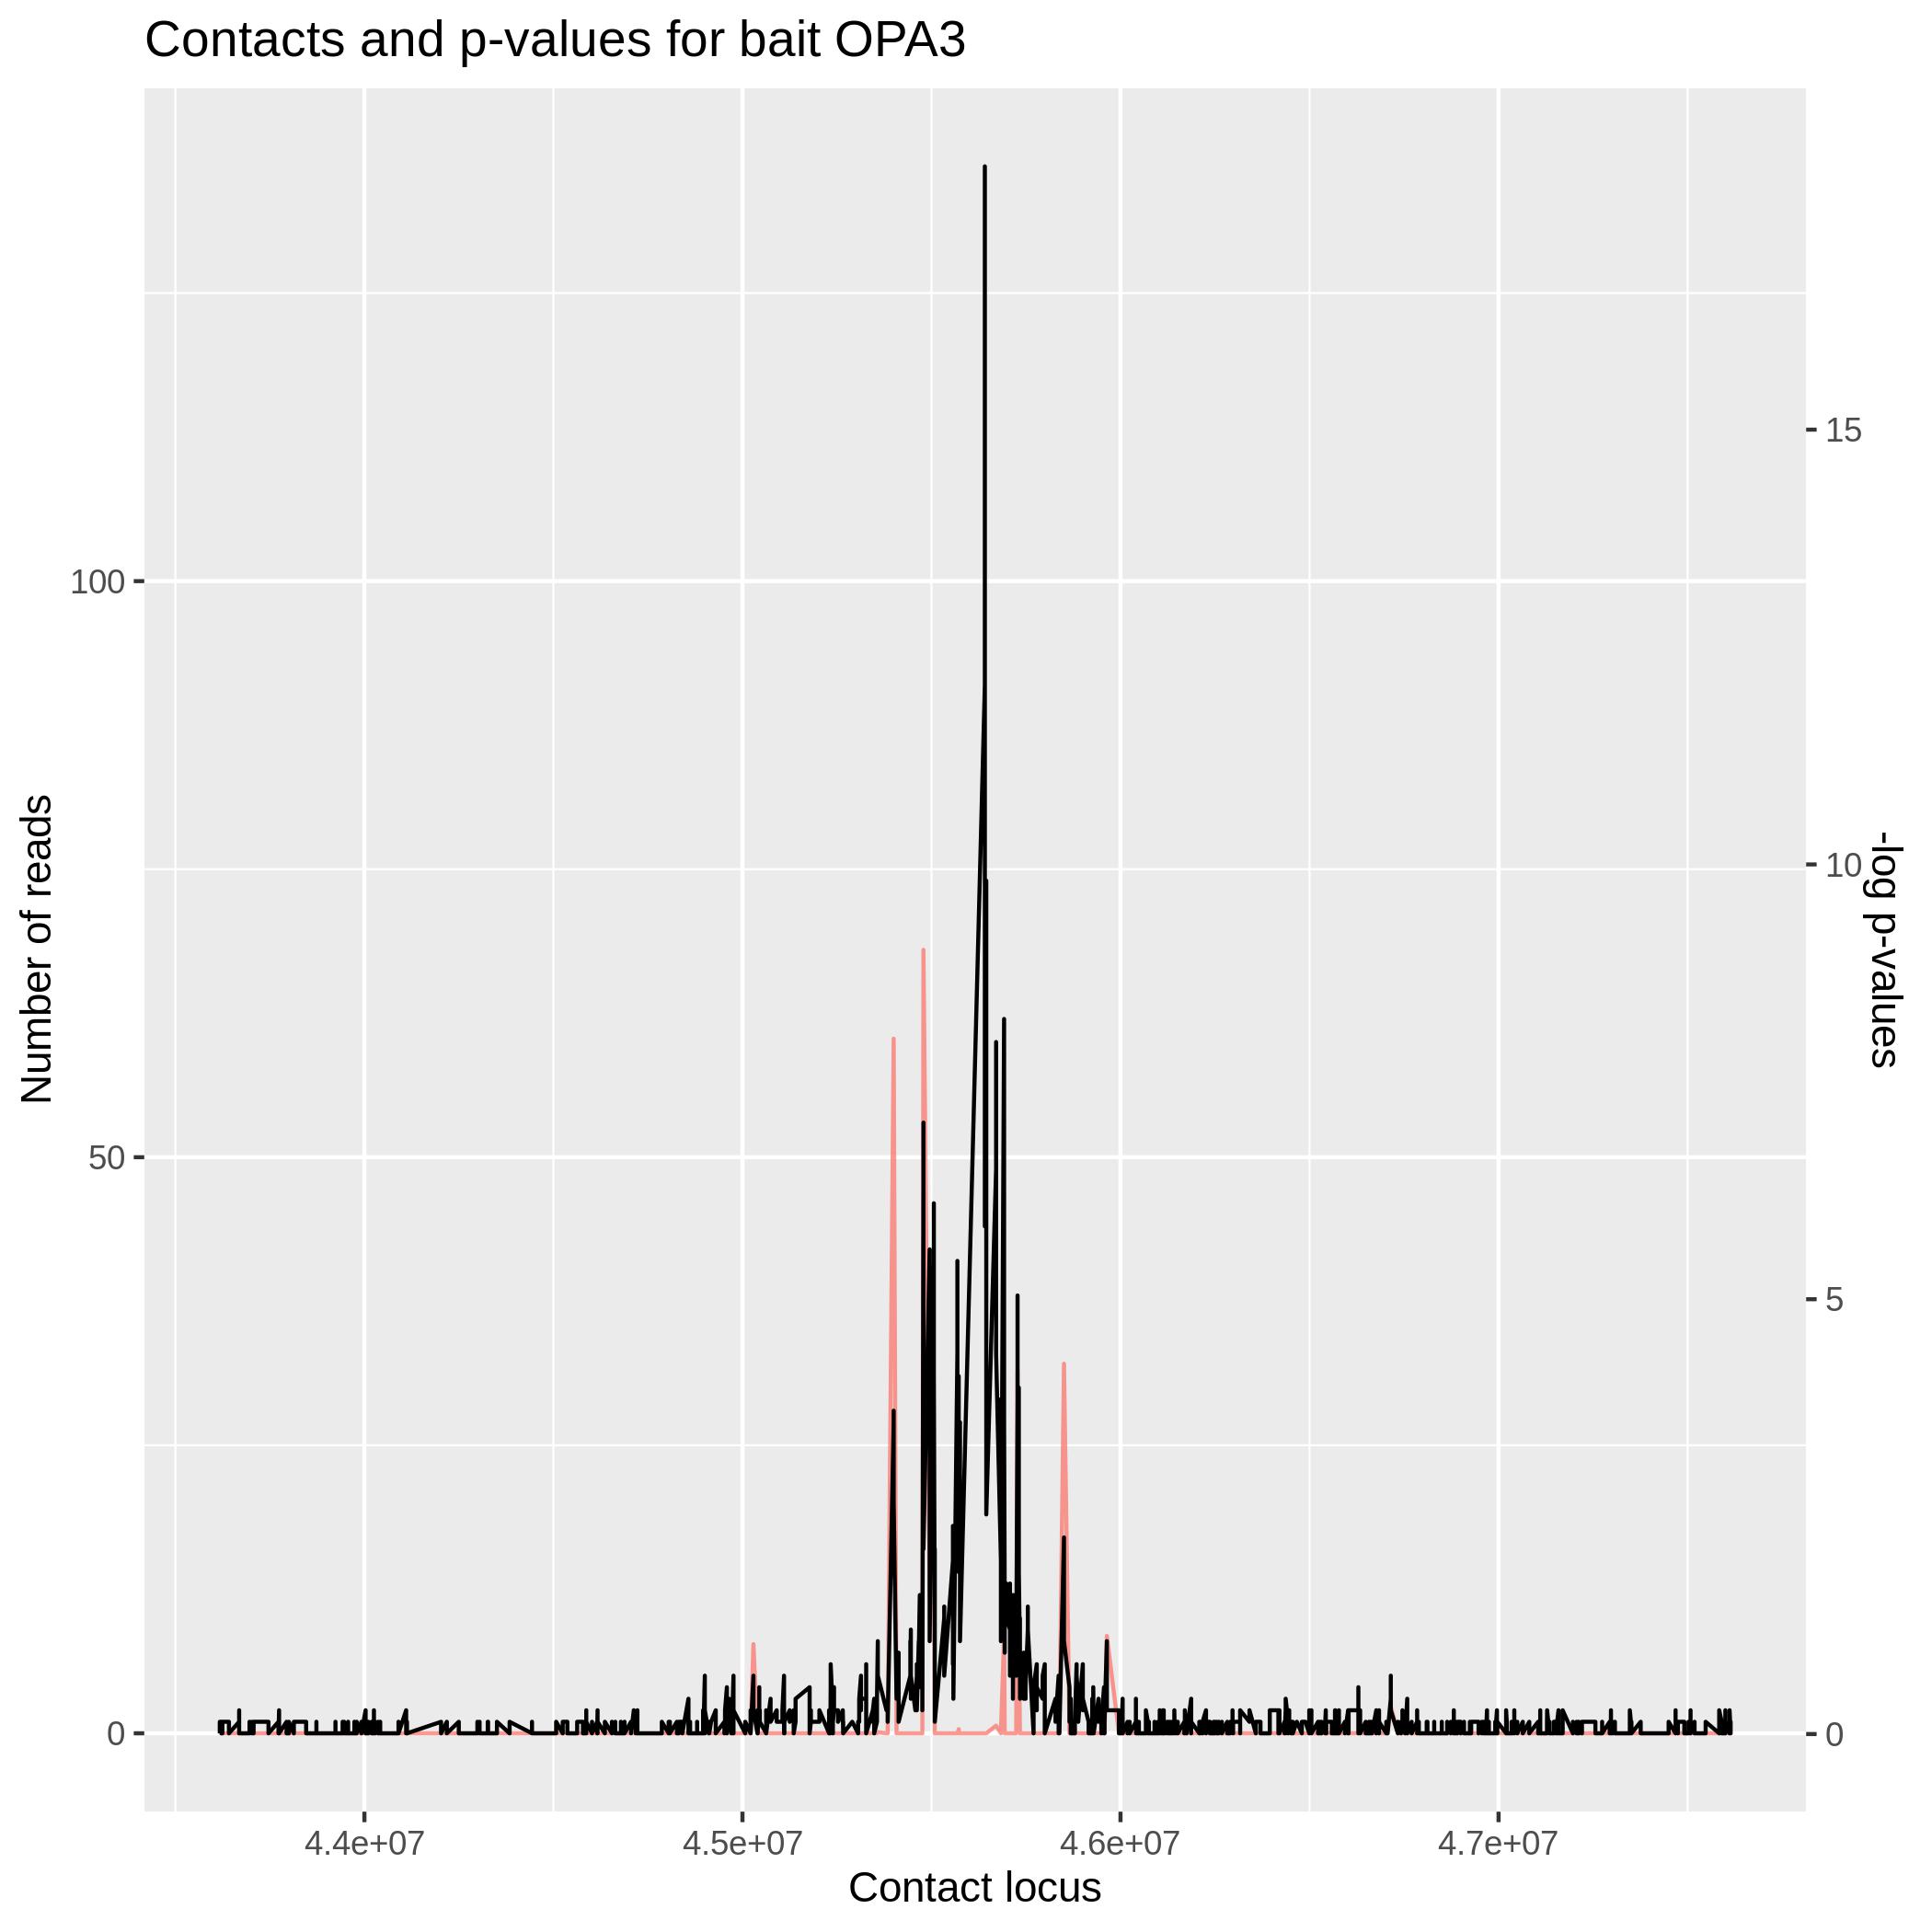 Contacts and p-values for bait OPA3
Number of reads
100
50
0
15
10
5
0
-log p-values
4.4e+07
4.5e+07
4.6e+07
4.7e+07
Contact locus